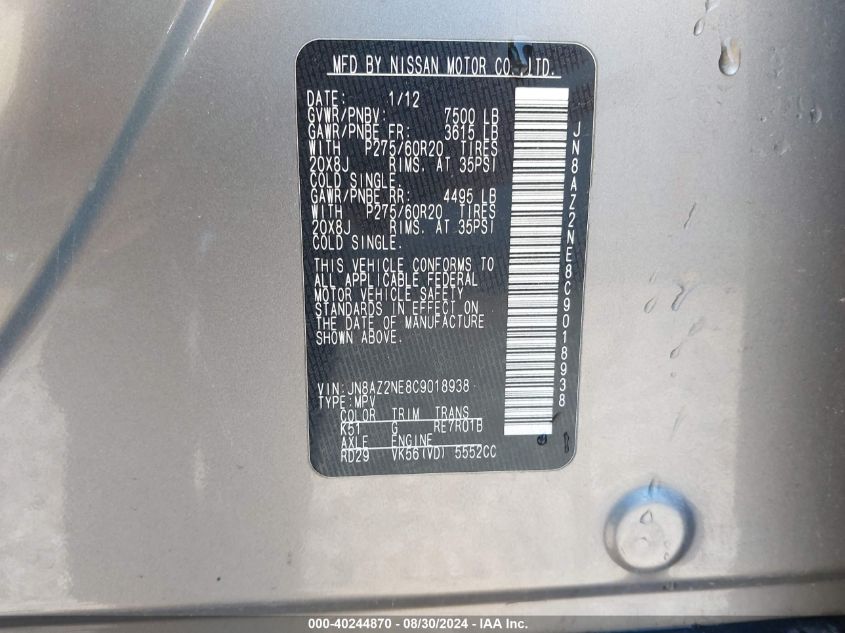 MFD BY NISSAN MOTOR CO.,LTD.
DATE: 1/12
GVWR/PNBV: 7500 LB
GAWR/PNBE FR: 3615 LB
WITH P275/60R20 TIRES
20X8J RIMS. AT 35PSI
COLD SINGLE.
GAWR/PNBE RR: 4495 LB
WITH P275/60R20 TIRES
20X8J RIMS. AT 35PSI
COLD SINGLE.
THIS VEHICLE CONFORMS TO
ALL APPLICABLE FEDERAL
MOTOR VEHICLE SAFETY
STANDARDS IN EFFECT ON
THE DATE OF MANUFACTURE
SHOWN ABOVE.
VIN:JN8AZ2NE8C9018938
TYPE:MPV
COLOR TRIM TRANS
K51 G RE7R01B
AXLE ENGINE
RD29 VK56(VD) 5552CC
JN8AZ2NE8C9018938
000-40244870 - 08/30/2024 - IAA Inc.